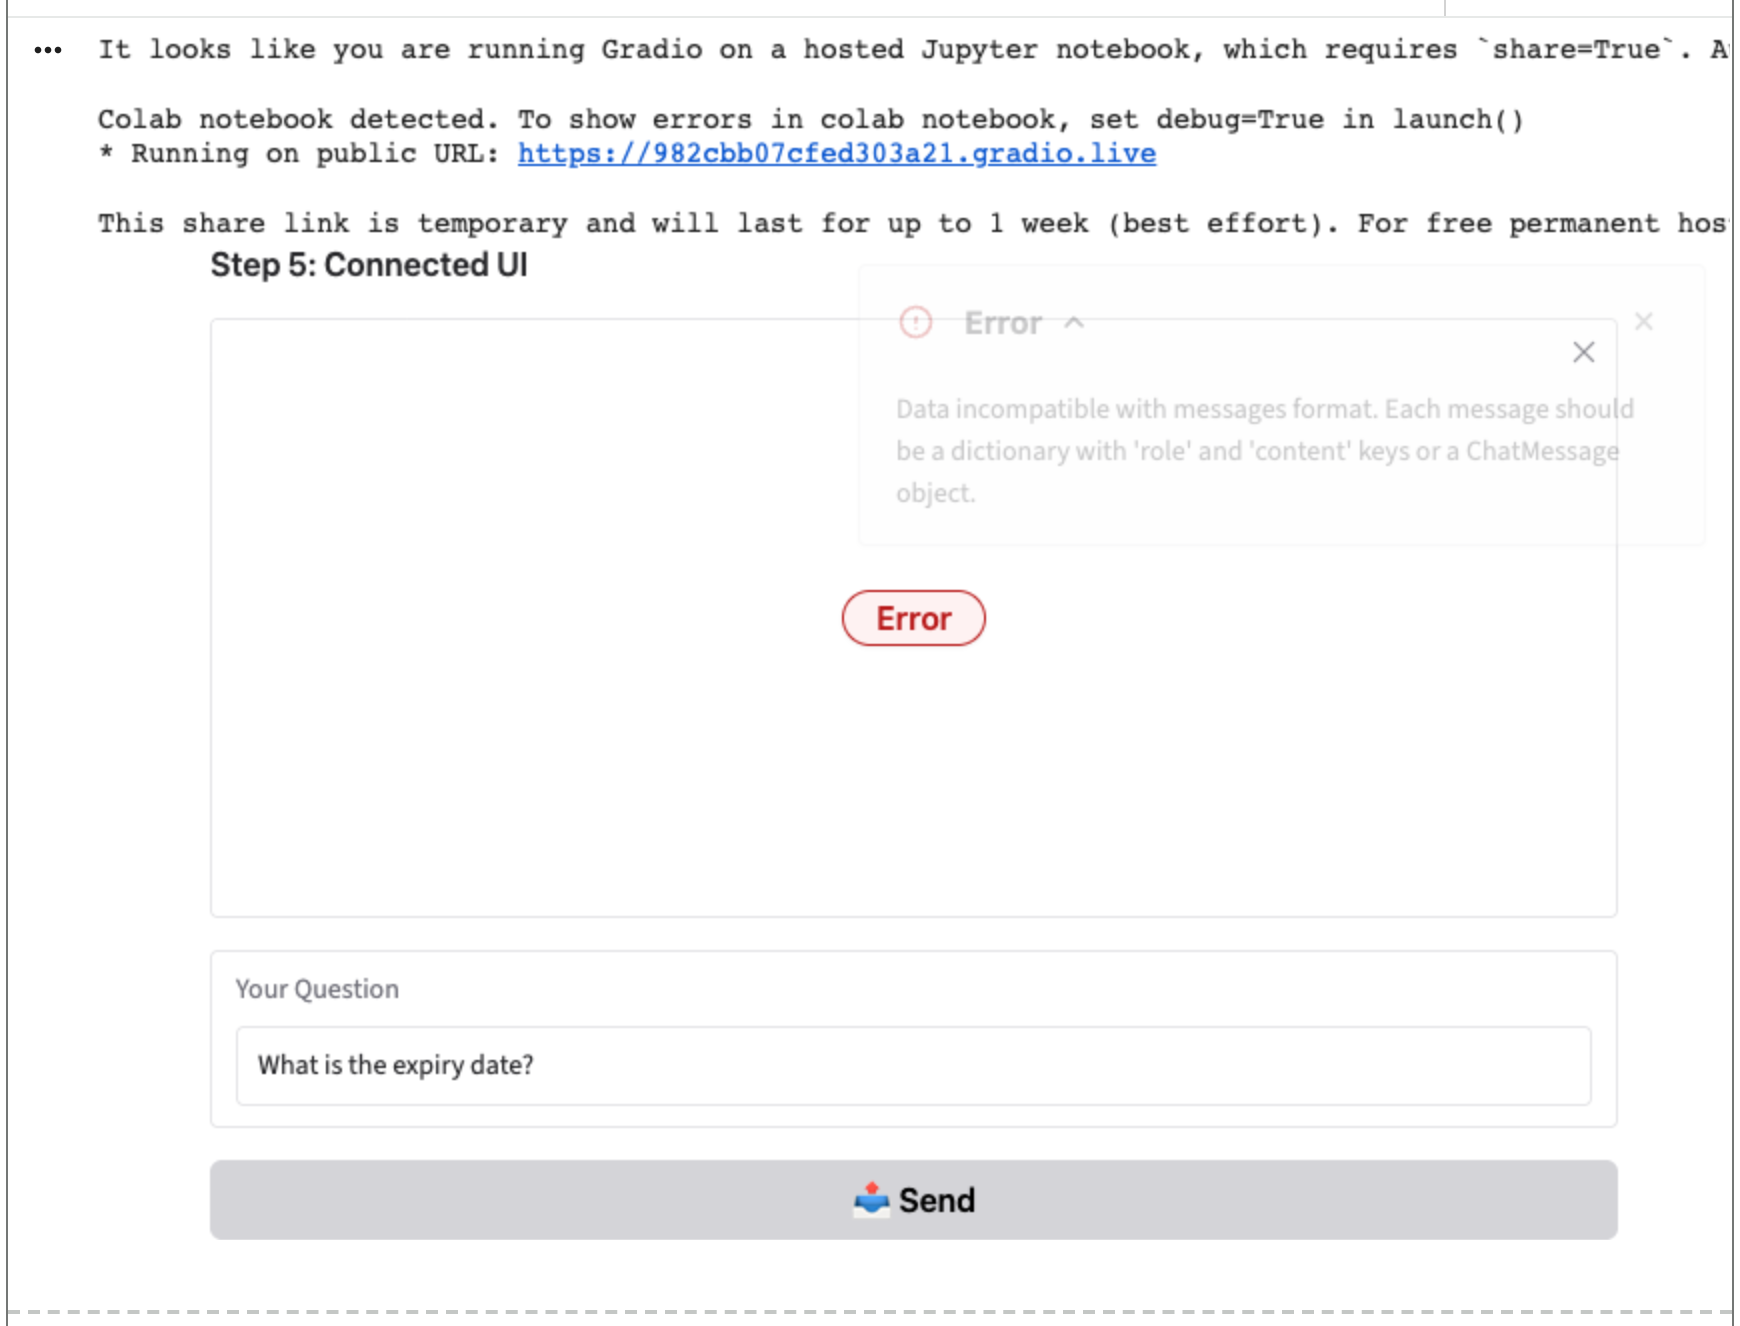 It looks like you are running Gradio on a hosted Jupyter notebook, which requires `share=True`.
Colab notebook detected. To show errors in colab notebook, set debug=True in launch()
* Running on public URL: https://982cbb07cfed303a21.gradio.live
This share link is temporary and will last for up to 1 week (best effort). For free permanent
Step 5: Connected UI
Error
Data incompatible with messages format. Each message should
be a dictionary with 'role' and 'content' keys or a ChatMessage
object.
Error
Your Question
What is the expiry date?
Send